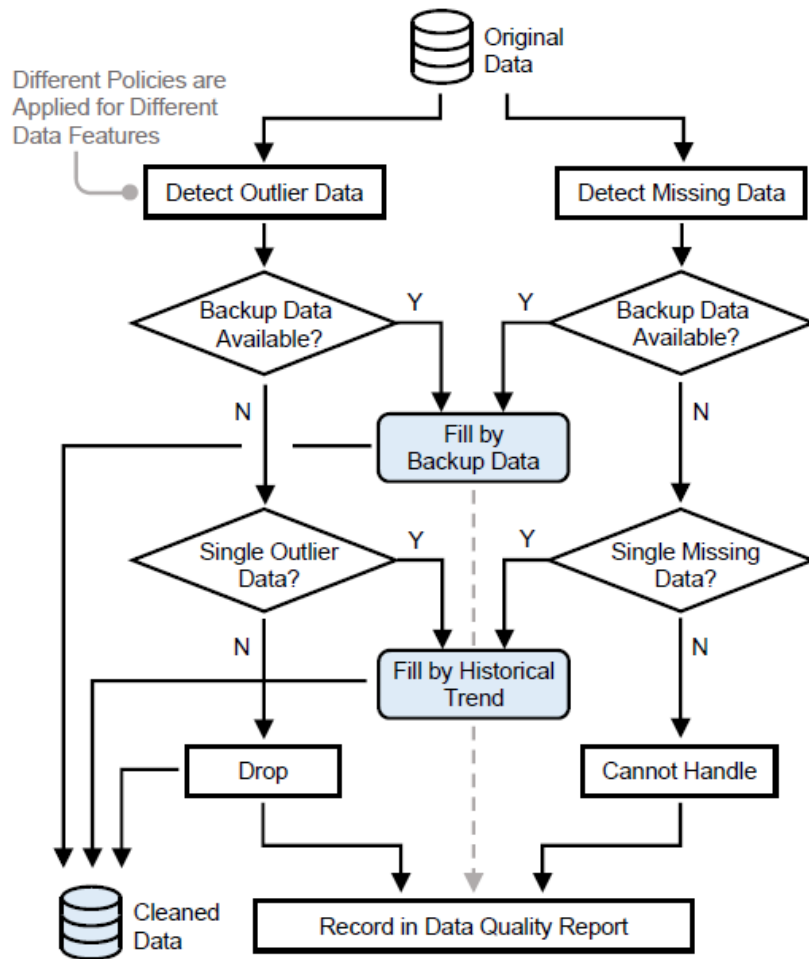 Original
Data
Different Policies are
Applied for Different
Data Features
Detect Outlier Data
Detect Missing Data
Backup Data
Available?
Y
Y
Backup Data
Available?
N
Fill by
Backup Data
N
Single Outlier
Data?
Y
Y
Single Missing
Data?
N
Fill by Historical
Trend
N
Drop
Cannot Handle
Cleaned
Data
Record in Data Quality Report